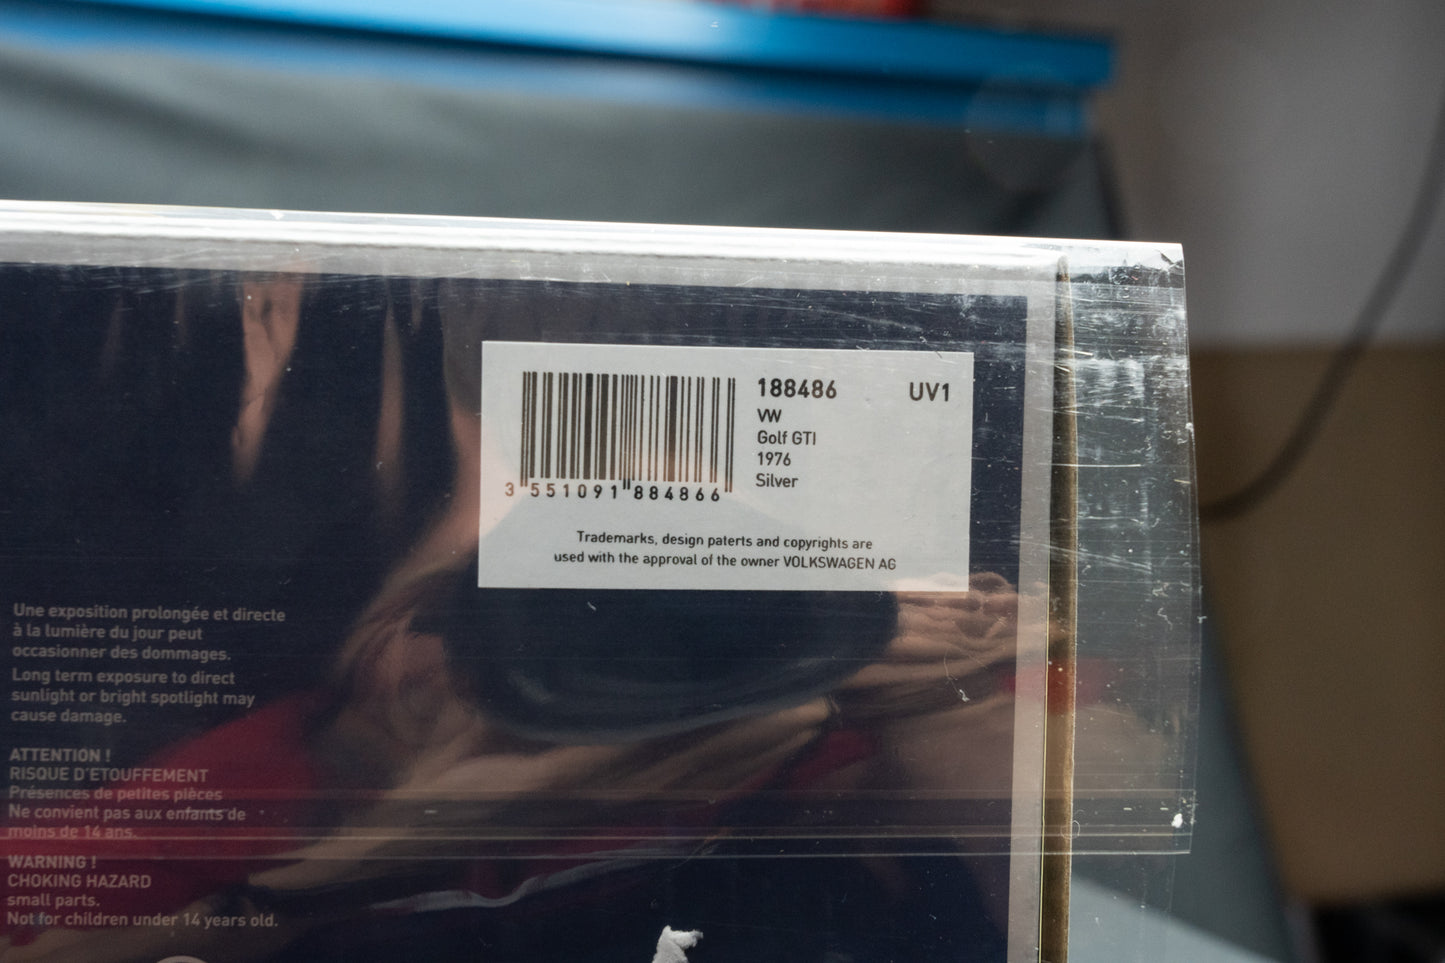 188486 UV1
VW
Golf GTI
1976
Silver
3 551091 884866
Trademarks, design paterts and copyrights are
used with the approval of the owner VOLKSWAGEN AG
Une exposition prolongée et directe
à la lumière du jour peut
occasionner des dommages.
Long term exposure to direct
sunlight or bright spotlight may
cause damage.
ATTENTION !
RISQUE D'ETOUFFEMENT
Présences de petites pièces
Ne convient pas aux enfants de
moins de 14 ans.
WARNING !
CHOKING HAZARD
small parts.
Not for children under 14 years old.